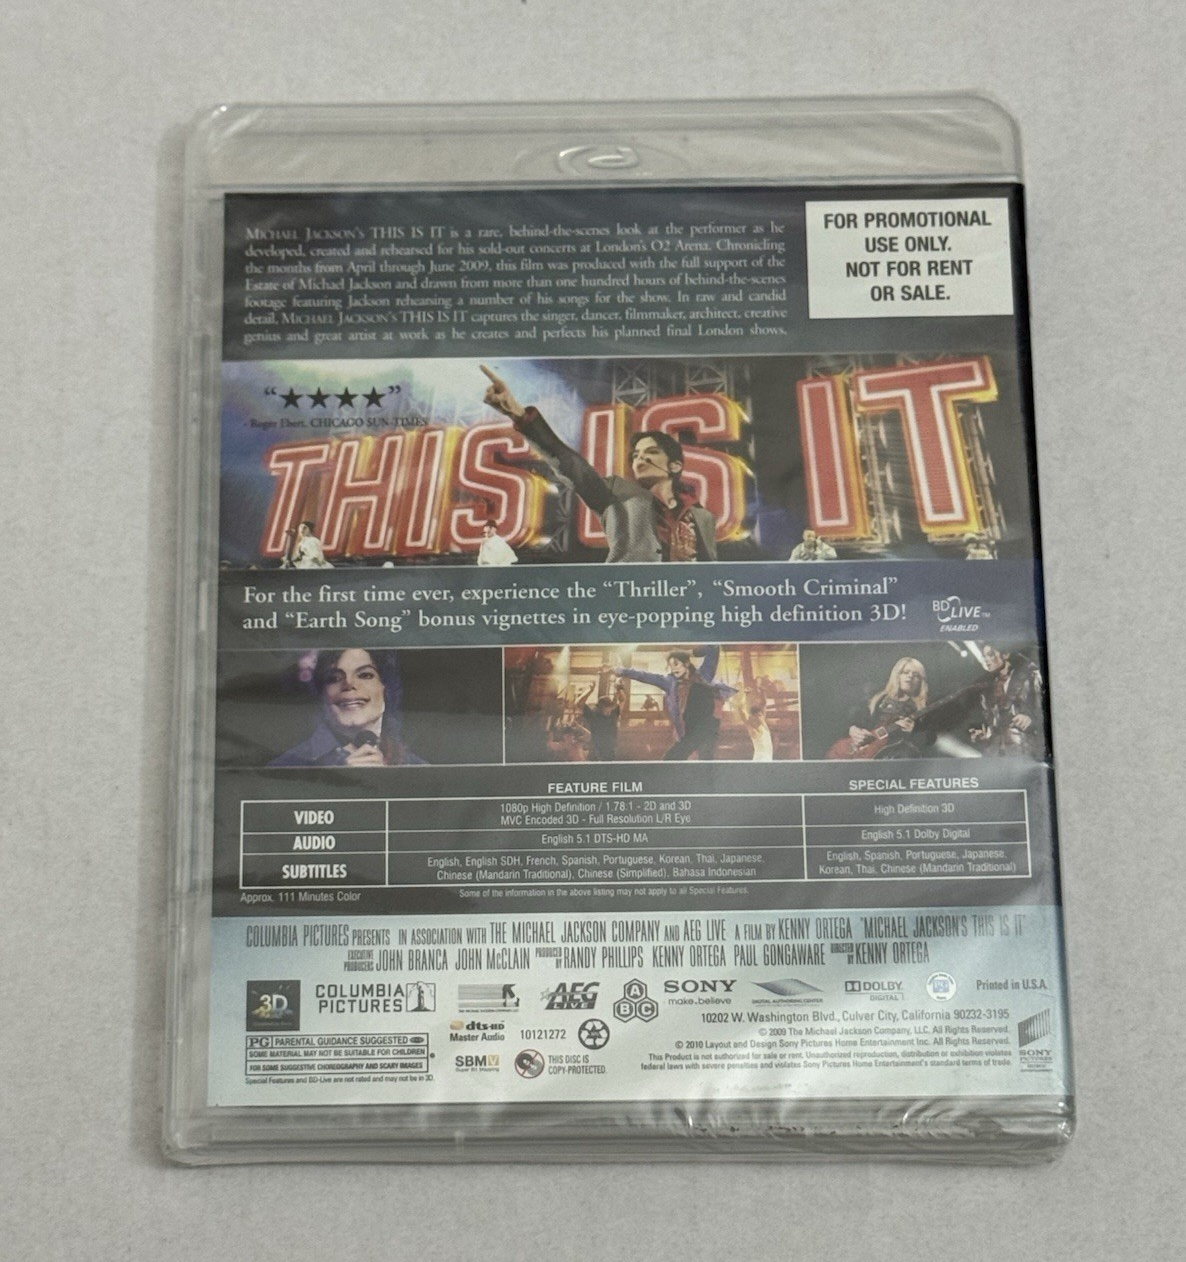 MICHAEL JACKSON'S THIS IS IT is a rare, behind-the-scenes look at the performer as he
developed, created and rehearsed for his sold-out concerts at London's O2 Arena. Chronicling
the months from April through June 2009, this film was produced with the full support of the
Estate of Michael Jackson and drawn from more than one hundred hours of behind-the-scenes
footage featuring Jackson rehearsing a number of his songs for the show. In raw and candid
detail, MICHAEL JACKSON'S THIS IS IT captures the singer, dancer, filmmaker, architect, creative
genius and great artist at work as he creates and perfects his planned final London shows.
FOR PROMOTIONAL
USE ONLY.
NOT FOR RENT
OR SALE.
"★★★★"
- Roger Ebert, CHICAGO SUN-TIMES
THIS IS IT
For the first time ever, experience the "Thriller", "Smooth Criminal"
and "Earth Song" bonus vignettes in eye-popping high definition 3D!
BD LIVE™
ENABLED
FEATURE FILM
SPECIAL FEATURES
VIDEO
1080p High Definition / 1.78:1 - 2D and 3D
MVC Encoded 3D - Full Resolution L/R Eye
High Definition 3D
AUDIO
English 5.1 DTS-HD MA
English 5.1 Dolby Digital
SUBTITLES
English, English SDH, French, Spanish, Portuguese, Korean, Thai, Japanese,
Chinese (Mandarin Traditional), Chinese (Simplified), Bahasa Indonesian
English, Spanish, Portuguese, Japanese,
Korean, Thai, Chinese (Mandarin Traditional)
Approx. 111 Minutes Color
Some of the information in the above listing may not apply to all Special Features.
COLUMBIA PICTURES PRESENTS IN ASSOCIATION WITH THE MICHAEL JACKSON COMPANY AND AEG LIVE A FILM BY KENNY ORTEGA "MICHAEL JACKSON'S THIS IS IT"
EXECUTIVE PRODUCERS JOHN BRANCA JOHN McCLAIN PRODUCED BY RANDY PHILLIPS KENNY ORTEGA PAUL GONGAWARE DIRECTED BY KENNY ORTEGA
3D
COLUMBIA
PICTURES
AEG
LIVE
A
B C
SONY
make.believe
DIGITAL AUTHORING CENTER
DOLBY
DIGITAL
Printed in U.S.A.
10202 W. Washington Blvd., Culver City, California 90232-3195
PG PARENTAL GUIDANCE SUGGESTED
SOME MATERIAL MAY NOT BE SUITABLE FOR CHILDREN
FOR SOME SUGGESTIVE CHOREOGRAPHY AND SCARY IMAGES
Special Features and BD-Live are not rated and may not be in 3D.
dts-HD
Master Audio
10121272
SBMV
Super Bit Mapping
THIS DISC IS
COPY-PROTECTED.
© 2009 The Michael Jackson Company, LLC. All Rights Reserved.
© 2010 Layout and Design Sony Pictures Home Entertainment Inc. All Rights Reserved.
This Product is not authorized for sale or rent. Unauthorized reproduction, distribution or exhibition violates
federal laws with severe penalties and violates Sony Pictures Home Entertainment's standard terms of trade.
SONY
PICTURES